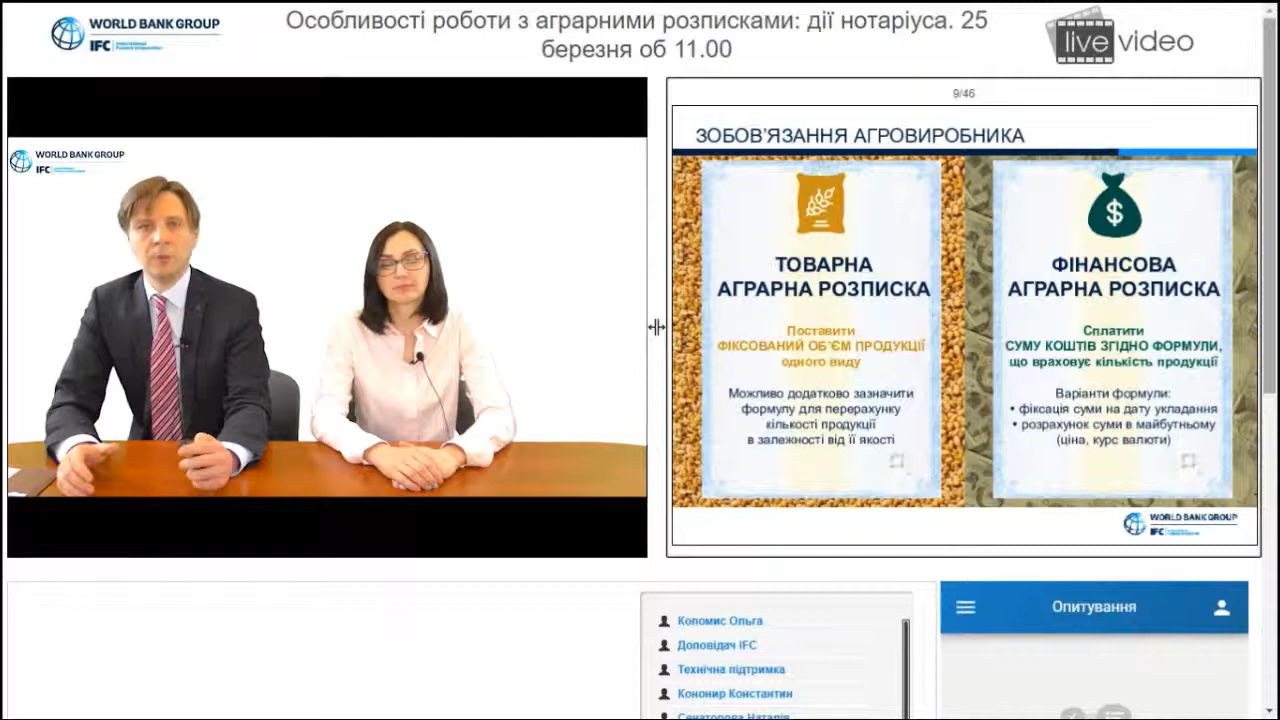 WORLD BANK GROUP
IFC
Особливості роботи з аграрними розписками: дії нотаріуса. 25
березня об 11.00
live video
WORLD BANK GROUP
IFC
9/46
ЗОБОВ'ЯЗАННЯ АГРОВИРОБНИКА
$
ТОВАРНА
АГРАРНА РОЗПИСКА
Поставити
ФІКСОВАНИЙ ОБ'ЄМ ПРОДУКЦІЇ
одного виду
Можливо додатково зазначити
формулу для перерахунку
кількості продукції
в залежності від її якості
ФІНАНСОВА
АГРАРНА РОЗПИСКА
Сплатити
СУМУ КОШТІВ ЗГІДНО ФОРМУЛИ,
що враховує кількість продукції
Варіанти формули:
• фіксація суми на дату укладання
• розрахунок суми в майбутньому
(ціна, курс валюти)
WORLD BANK GROUP
IFC
Коломис Ольга
Доповідач IFC
Технічна підтримка
Кононир Константин
Сенаторова Наталія
Опитування